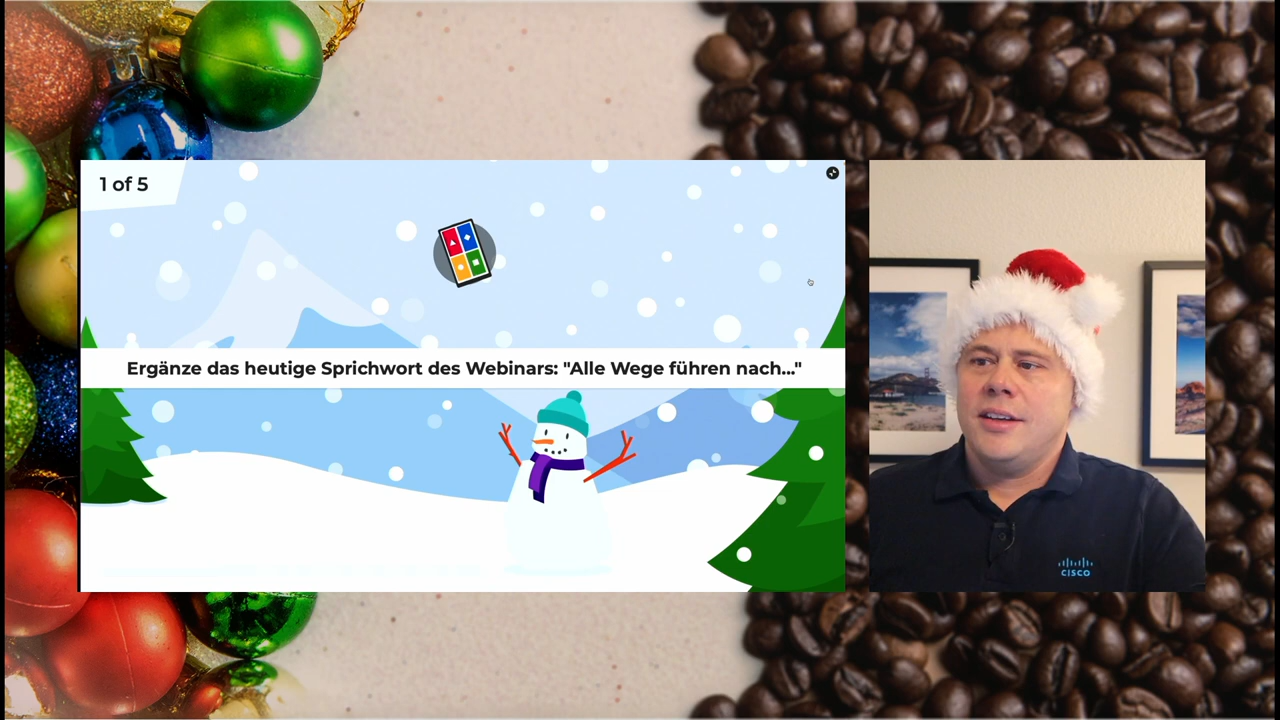 1 of 5
Ergänze das heutige Sprichwort des Webinars: "Alle Wege führen nach..."
CISCO